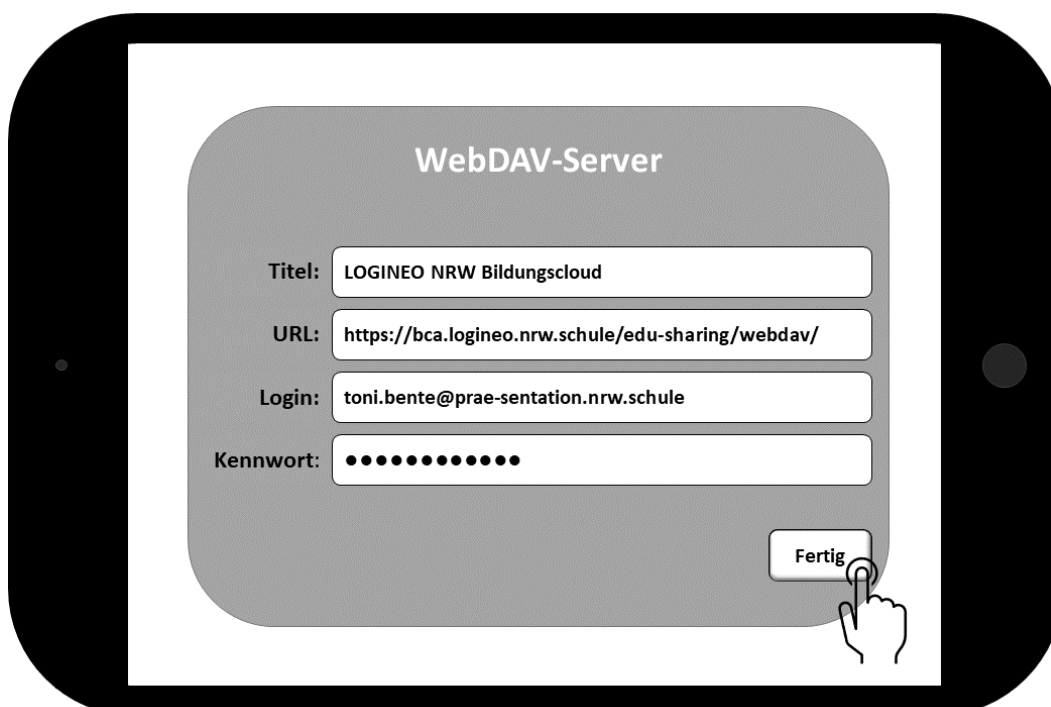 WebDAV-Server
Titel: LOGINEO NRW Bildungscloud
URL: https://bca.logineo.nrw.schule/edu-sharing/webdav/
Login: toni.bente@prae-sentation.nrw.schule
Kennwort: ●●●●●●●●●●●●
Fertig